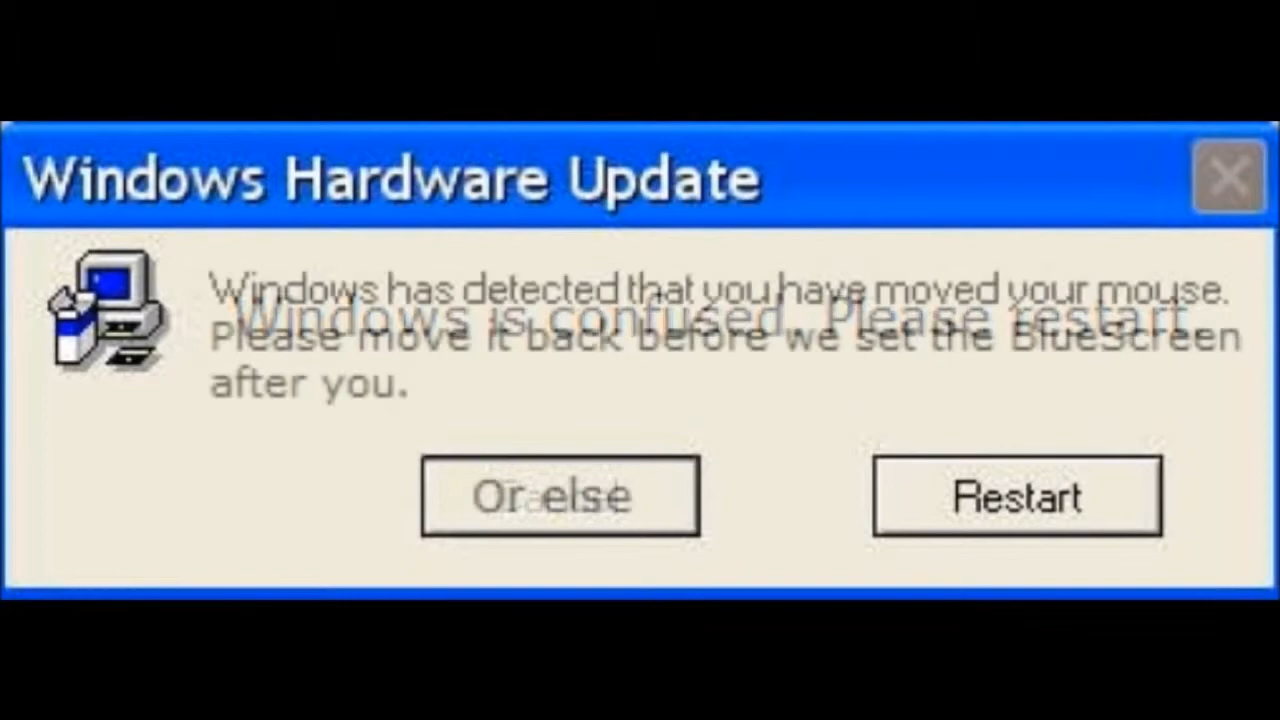 Windows Hardware Update
Windows has detected that you have moved your mouse.
Windows is confused. Please restart.
Please move it back before we set the BlueScreen
after you.
Or else
Restart